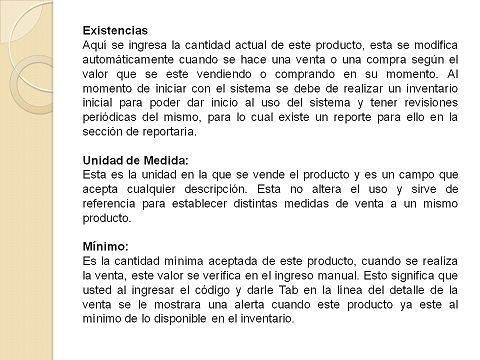 Existencias
Aquí se ingresa la cantidad actual de este producto, esta se modifica
automáticamente cuando se hace una venta o una compra según el
valor que se este vendiendo o comprando en su momento. Al
momento de iniciar con el sistema se debe de realizar un inventario
inicial para poder dar inicio al uso del sistema y tener revisiones
periódicas del mismo, para lo cual existe un reporte para ello en la
sección de reportaria.
Unidad de Medida:
Esta es la unidad en la que se vende el producto y es un campo que
acepta cualquier descripción. Esta no altera el uso y sirve de
referencia para establecer distintas medidas de venta a un mismo
producto.
Mínimo:
Es la cantidad mínima aceptada de este producto, cuando se realiza
la venta, este valor se verifica en el ingreso manual. Esto significa que
usted al ingresar el código y darle Tab en la línea del detalle de la
venta se le mostrara una alerta cuando este producto ya este al
mínimo de lo disponible en el inventario.